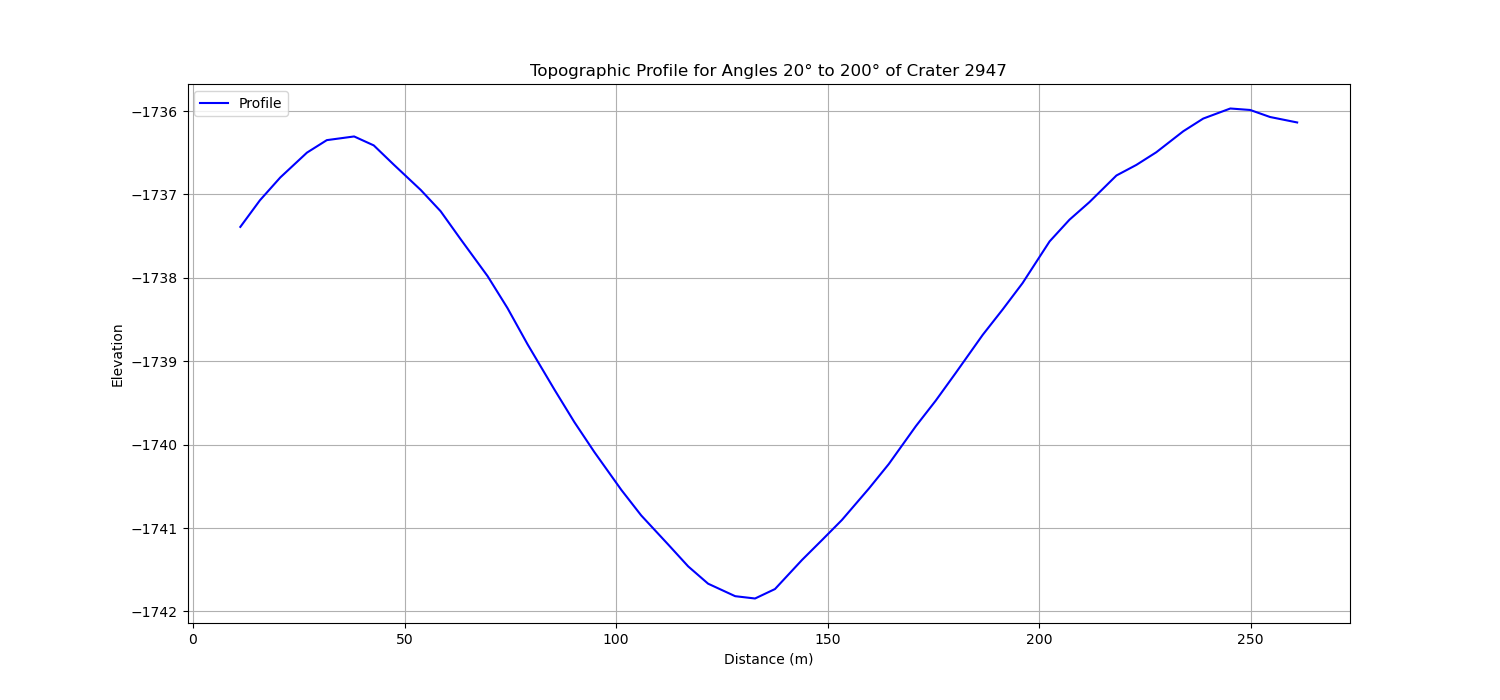 Topographic Profile for Angles 20° to 200° of Crater 2947
Profile
−1736
−1737
−1738
−1739
−1740
−1741
−1742
Elevation
0 50 100 150 200 250
Distance (m)